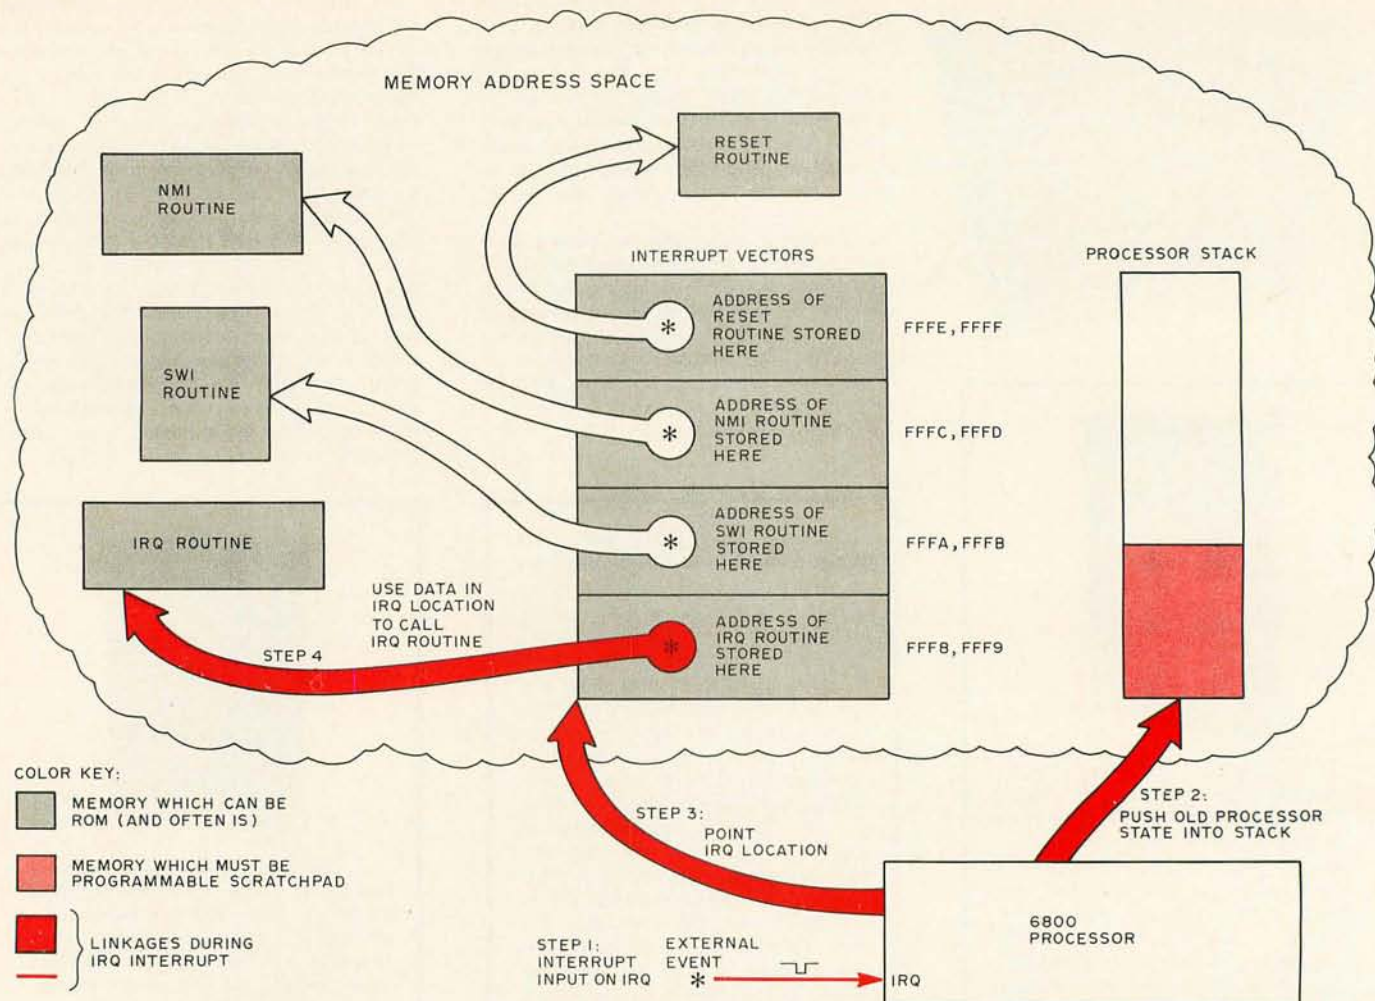 MEMORY ADDRESS SPACE
RESET
ROUTINE
NMI
ROUTINE
INTERRUPT VECTORS
PROCESSOR STACK
ADDRESS OF
RESET
ROUTINE STORED
HERE
*
FFFE, FFFF
SWI
ROUTINE
ADDRESS OF
NMI ROUTINE
STORED
HERE
*
FFFC, FFFD
ADDRESS OF
SWI ROUTINE
STORED
HERE
*
FFFA, FFFB
IRQ ROUTINE
USE DATA IN
IRQ LOCATION
TO CALL
IRQ ROUTINE
STEP 4
ADDRESS OF
IRQ ROUTINE
STORED
HERE
*
FFF8, FFF9
COLOR KEY:
MEMORY WHICH CAN BE
ROM (AND OFTEN IS)
MEMORY WHICH MUST BE
PROGRAMMABLE SCRATCHPAD
LINKAGES DURING
IRQ INTERRUPT
STEP 3:
POINT
IRQ LOCATION
STEP 2:
PUSH OLD PROCESSOR
STATE INTO STACK
6800
PROCESSOR
STEP 1:
INTERRUPT
INPUT ON IRQ
EXTERNAL
EVENT
*
IRQ